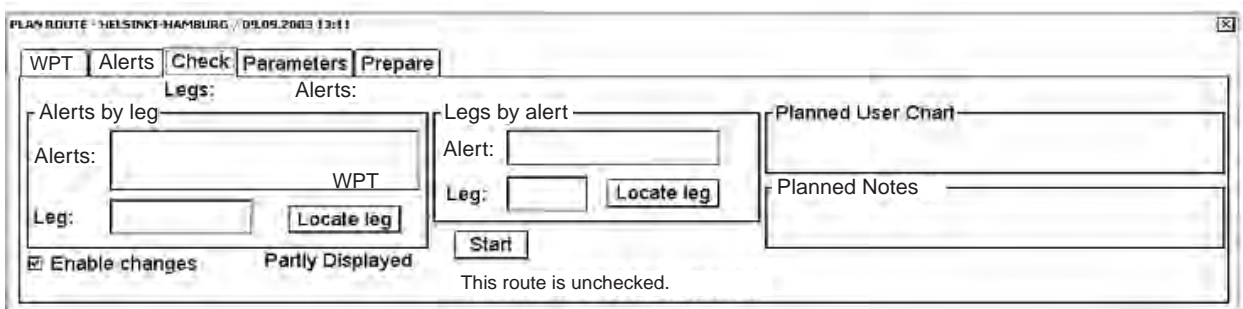 PLAN ROUTE - HELSINKI-HAMBURG / 09.09.2003 13:11
WPT Alerts Check Parameters Prepare
Legs: Alerts:
Alerts by leg Legs by alert Planned User Chart
Alerts: Alert:
WPT
Leg: Locate leg Planned Notes
Leg: Locate leg
Start
Enable changes Partly Displayed
This route is unchecked.